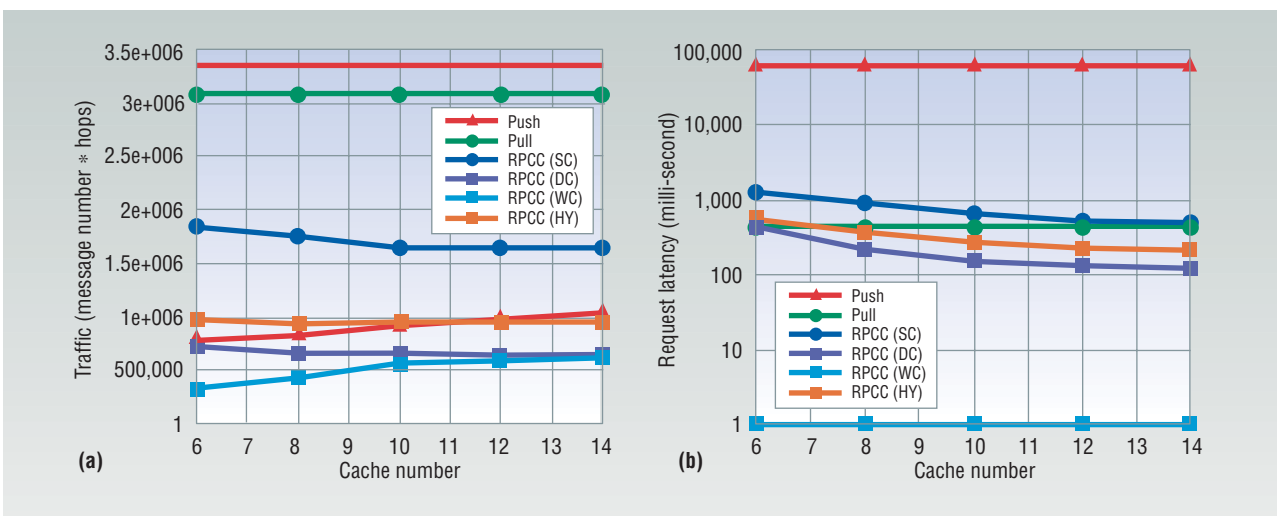 3.5e+006
3e+006
2.5e+006
2e+006
1.5e+006
1e+006
500,000
1
Traffic (message number * hops)
Push
Pull
RPCC (SC)
RPCC (DC)
RPCC (WC)
RPCC (HY)
6 7 8 9 10 11 12 13 14
Cache number
(a)
100,000
10,000
1,000
100
10
1
Request latency (milli-second)
Push
Pull
RPCC (SC)
RPCC (DC)
RPCC (WC)
RPCC (HY)
6 7 8 9 10 11 12 13 14
Cache number
(b)